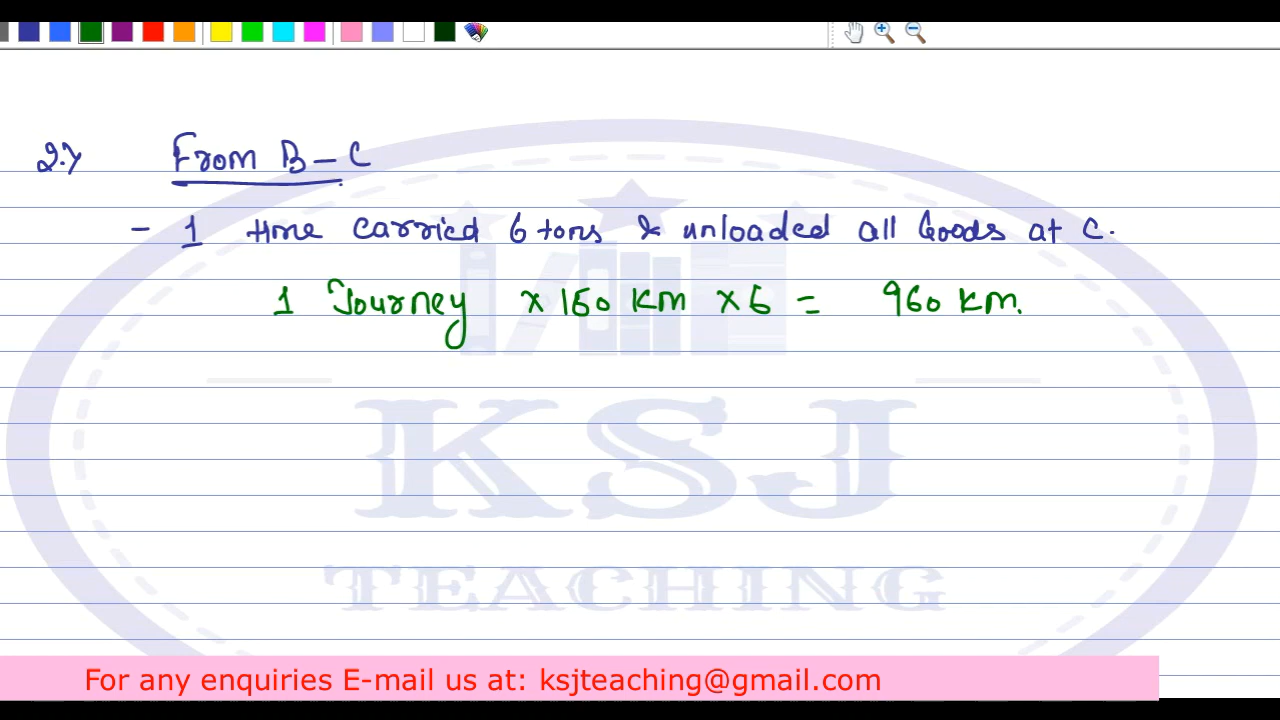 2.) From B-C
- 1 time carried 6 tons & unloaded all Goods at C.
1 Journey x 160 km x 6 = 960 km.
KSJ
TEACHING
For any enquiries E-mail us at: ksjteaching@gmail.com